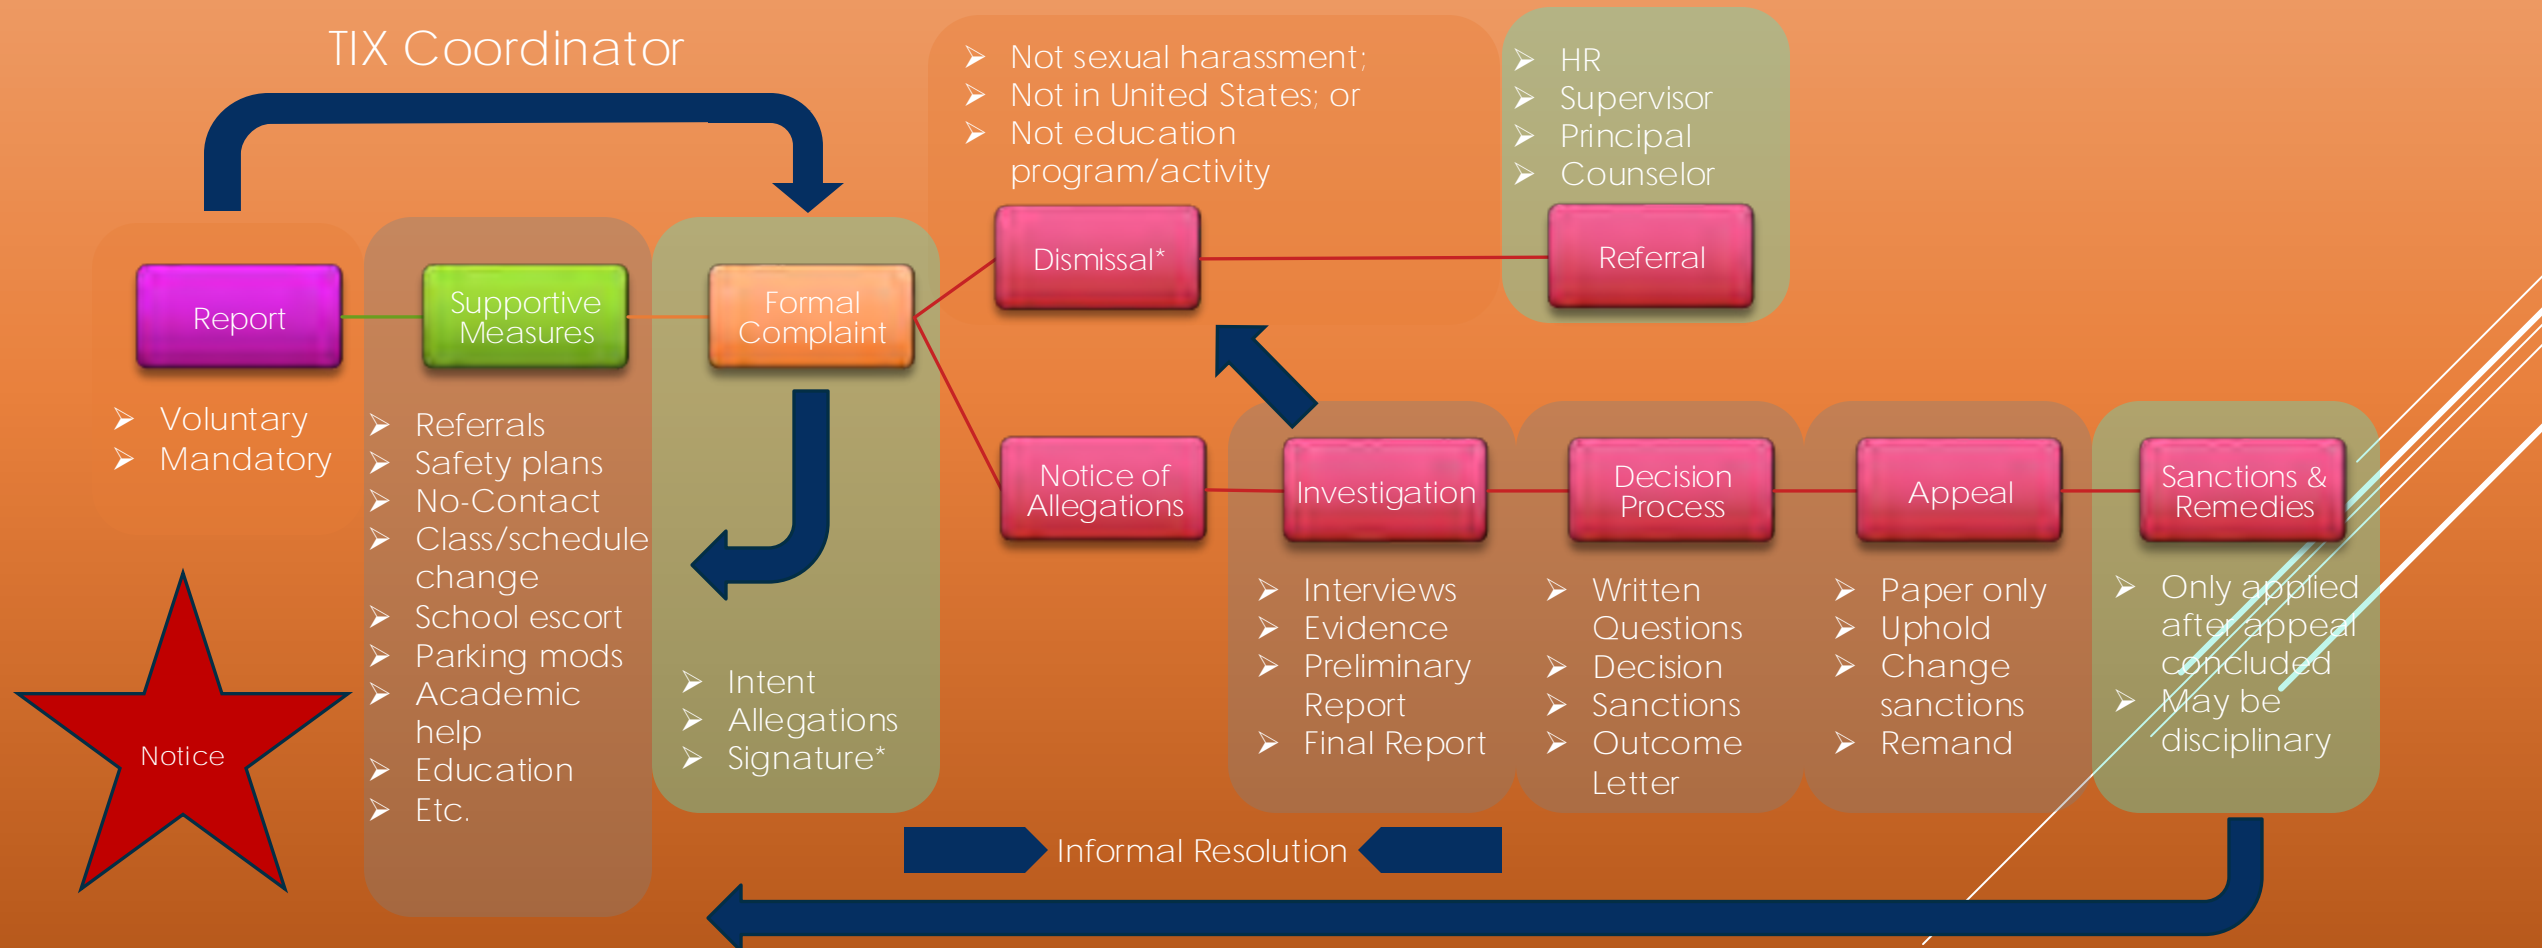 TIX Coordinator
Not sexual harassment;
Not in United States; or
Not education
program/activity
HR
Supervisor
Principal
Counselor
Report
Supportive
Measures
Formal
Complaint
Dismissal*
Referral
Voluntary
Mandatory
Referrals
Safety plans
No-Contact
Class/schedule
change
School escort
Parking mods
Academic
help
Education
Etc.
Intent
Allegations
Signature*
Notice of
Allegations
Investigation
Decision
Process
Appeal
Sanctions &
Remedies
Interviews
Evidence
Preliminary
Report
Final Report
Written
Questions
Decision
Sanctions
Outcome
Letter
Paper only
Uphold
Change
sanctions
Remand
Only applied
after appeal
concluded
May be
disciplinary
Notice
Informal Resolution